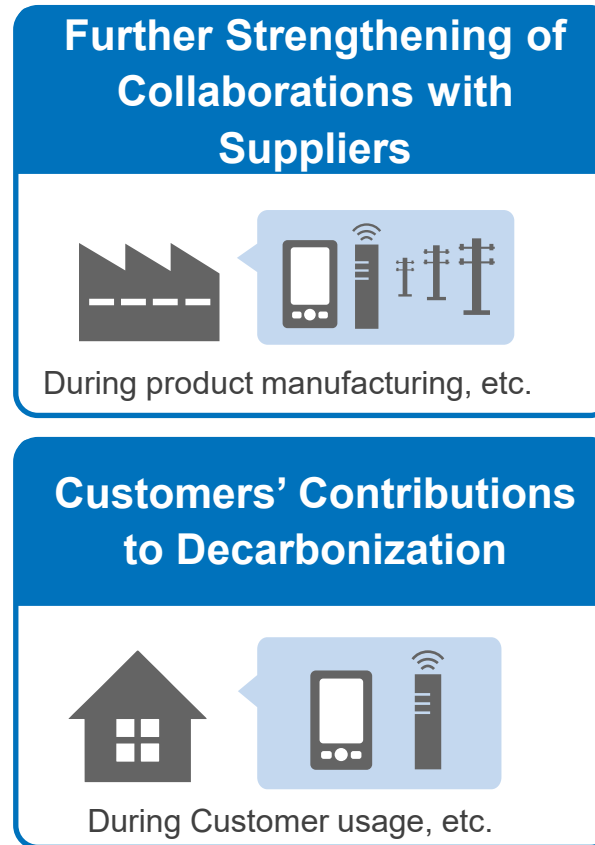 Further Strengthening of
Collaborations with
Suppliers
During product manufacturing, etc.
Customers’ Contributions
to Decarbonization
During Customer usage, etc.